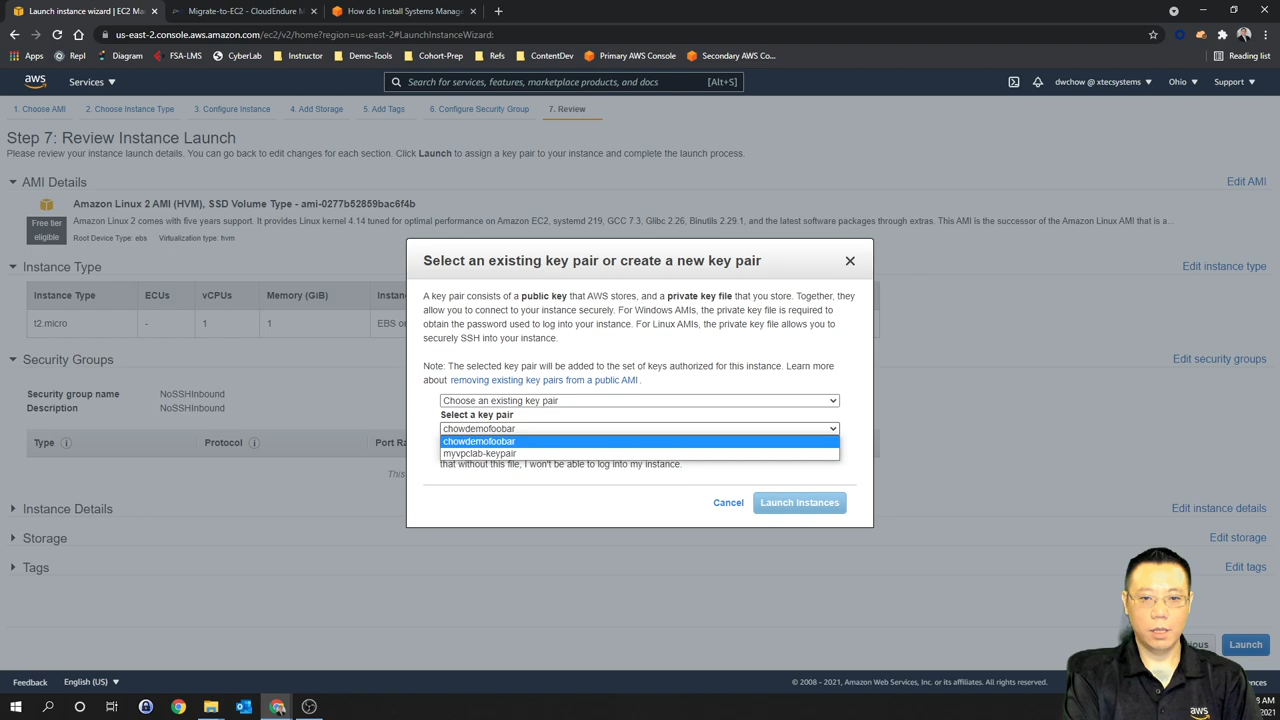 Launch instance wizard | EC2 Ma
Migrate-to-EC2 - CloudEndure M
How do I install Systems Manage
us-east-2.console.aws.amazon.com/ec2/v2/home?region=us-east-2#LaunchInstanceWizard:
Apps
Repl
Diagram
FSA-LMS
CyberLab
Instructor
Demo-Tools
Cohort-Prep
Refs
ContentDev
Primary AWS Console
Secondary AWS Co...
Reading list
aws
Services
Search for services, features, marketplace products, and docs
[Alt+S]
dwchow @ xtecsystems
Ohio
Support
1. Choose AMI
2. Choose Instance Type
3. Configure Instance
4. Add Storage
5. Add Tags
6. Configure Security Group
7. Review
Step 7: Review Instance Launch
Please review your instance launch details. You can go back to edit changes for each section. Click Launch to assign a key pair to your instance and complete the launch process.
AMI Details
Edit AMI
Amazon Linux 2 AMI (HVM), SSD Volume Type - ami-0277b52859bac6f4b
Free tier
eligible
Amazon Linux 2 comes with five years support. It provides Linux kernel 4.14 tuned for optimal performance on Amazon EC2, systemd 219, GCC 7.3, Glibc 2.26, Binutils 2.29.1, and the latest software packages through extras. This AMI is the successor of the Amazon Linux AMI that is a...
Root Device Type: ebs Virtualization type: hvm
Instance Type
Edit instance type
Instance Type
ECUs
vCPUs
Memory (GiB)
Instan
t2.micro
-
1
1
EBS on
Security Groups
Edit security groups
Security group name
NoSSHInbound
Description
NoSSHInbound
Type
Protocol
Port Ra
This
Instance Details
Edit instance details
Storage
Edit storage
Tags
Edit tags
Select an existing key pair or create a new key pair
A key pair consists of a public key that AWS stores, and a private key file that you store. Together, they
allow you to connect to your instance securely. For Windows AMIs, the private key file is required to
obtain the password used to log into your instance. For Linux AMIs, the private key file allows you to
securely SSH into your instance.
Note: The selected key pair will be added to the set of keys authorized for this instance. Learn more
about removing existing key pairs from a public AMI .
Choose an existing key pair
Select a key pair
chowdemofoobar
chowdemofoobar
myvpclab-keypair
that without this file, I won't be able to log into my instance.
Cancel
Launch Instances
ious
Launch
Feedback
English (US)
© 2008 - 2021, Amazon Web Services, Inc. or its affiliates. All rights reserved.
ences
8 AM
2021
aws